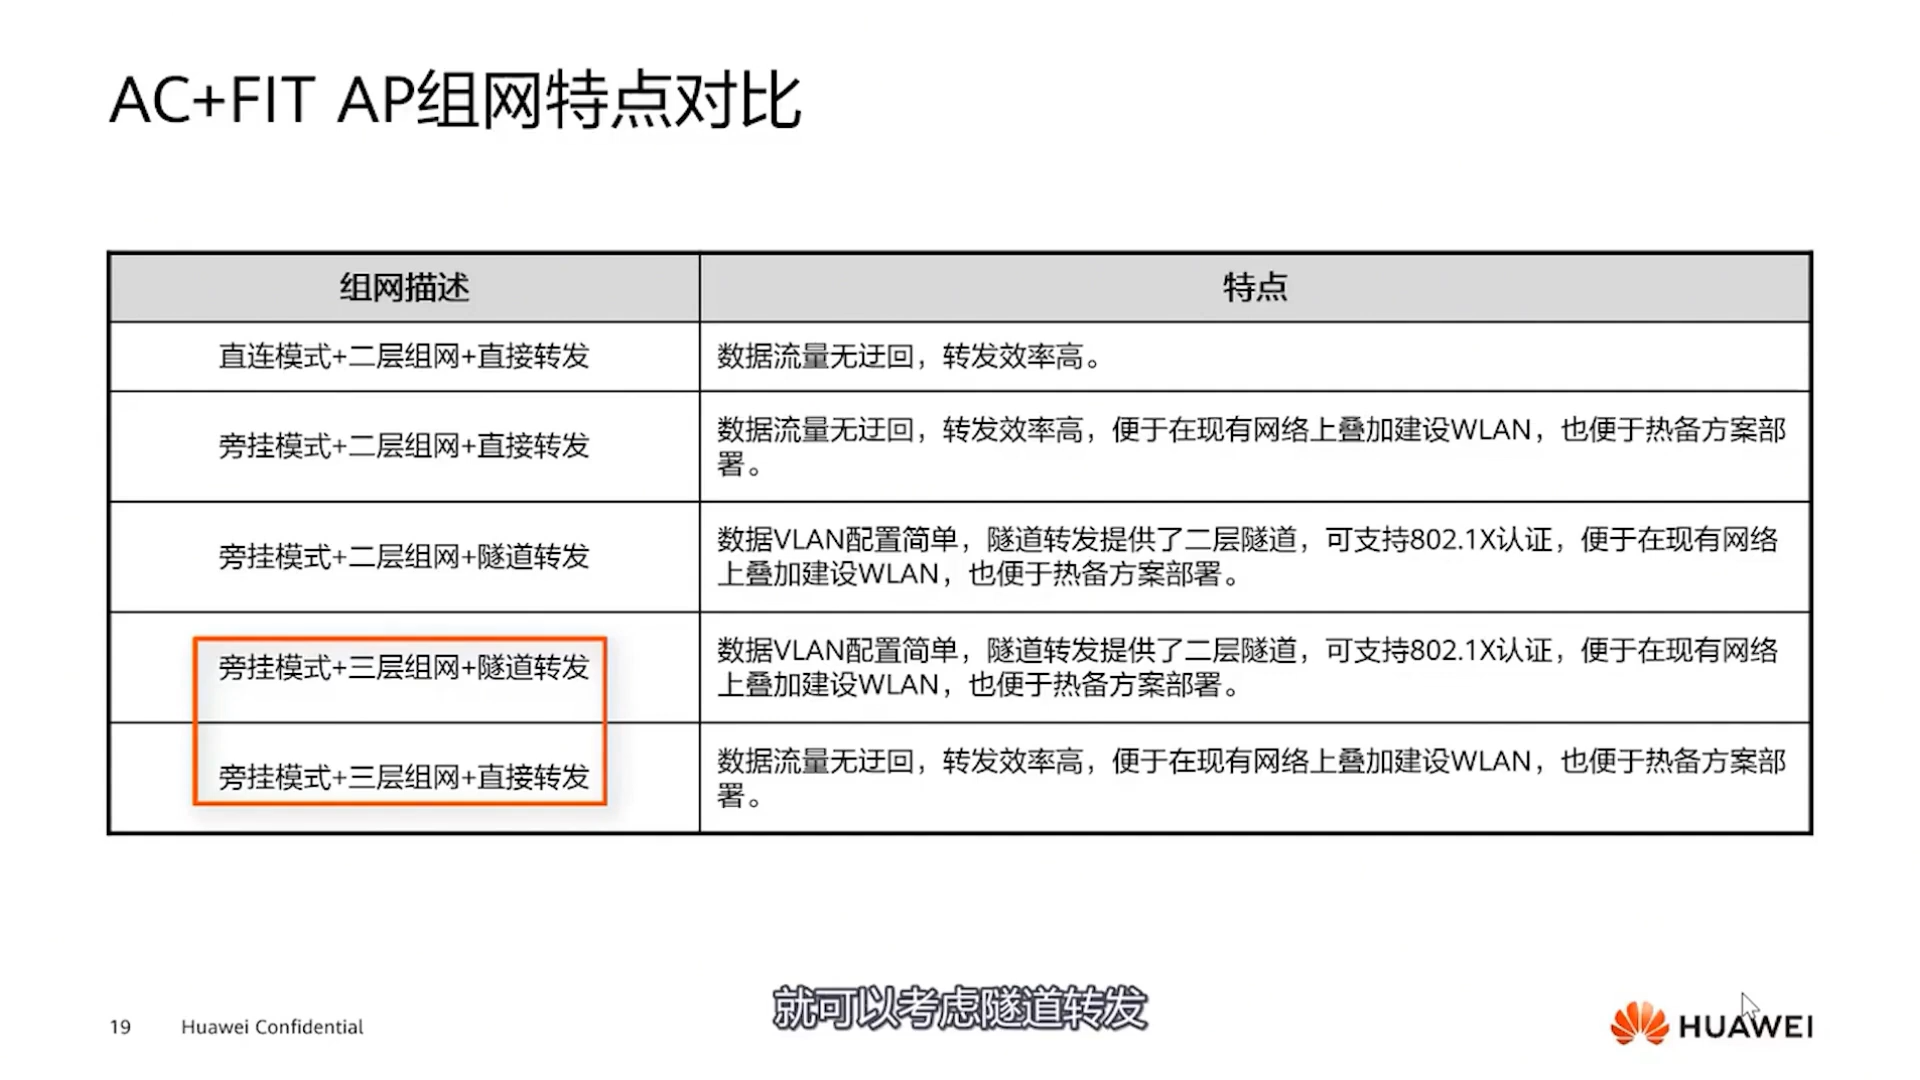 AC+FIT AP组网特点对比
组网描述
特点
直连模式+二层组网+直接转发
数据流量无迂回，转发效率高。
旁挂模式+二层组网+直接转发
数据流量无迂回，转发效率高，便于在现有网络上叠加建设WLAN，也便于热备方案部
署。
旁挂模式+二层组网+隧道转发
数据VLAN配置简单，隧道转发提供了二层隧道，可支持802.1X认证，便于在现有网络
上叠加建设WLAN，也便于热备方案部署。
旁挂模式+三层组网+隧道转发
数据VLAN配置简单，隧道转发提供了二层隧道，可支持802.1X认证，便于在现有网络
上叠加建设WLAN，也便于热备方案部署。
旁挂模式+三层组网+直接转发
数据流量无迂回，转发效率高，便于在现有网络上叠加建设WLAN，也便于热备方案部
署。
就可以考虑隧道转发
19
Huawei Confidential
HUAWEI